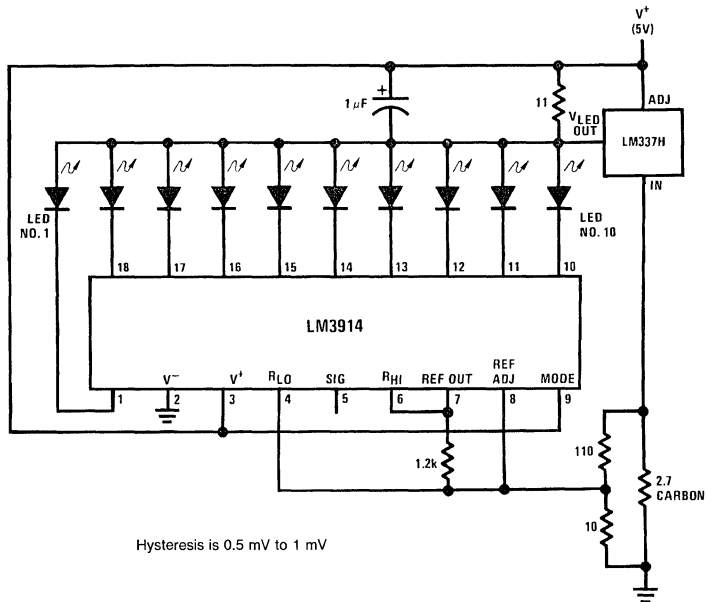 V+
(5V)
1 µF
+
11
VLED
OUT
ADJ
LM337H
IN
LED
NO. 1
LED
NO. 10
18
17
16
15
14
13
12
11
10
LM3914
V−
V+
RLO
SIG
RHI
REF OUT
REF
ADJ
MODE
1
2
3
4
5
6
7
8
9
1.2k
110
10
2.7
CARBON
Hysteresis is 0.5 mV to 1 mV